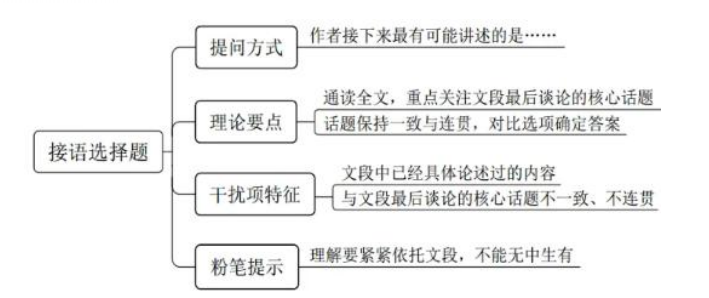 接语选择题
提问方式
作者接下来最有可能讲述的是……
理论要点
通读全文，重点关注文段最后谈论的核心话题
话题保持一致与连贯，对比选项确定答案
干扰项特征
文段中已经具体论述过的内容
与文段最后谈论的核心话题不一致、不连贯
粉笔提示
理解要紧紧依托文段，不能无中生有